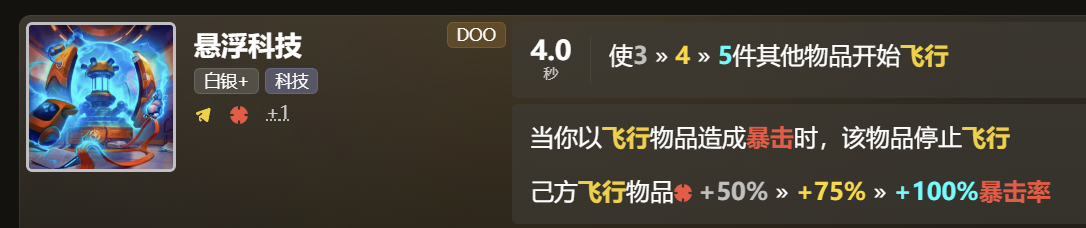 悬浮科技
DOO
白银+
科技
+1
4.0
秒
使3 » 4 » 5件其他物品开始飞行
当你以飞行物品造成暴击时，该物品停止飞行
己方飞行物品 +50% » +75% » +100%暴击率